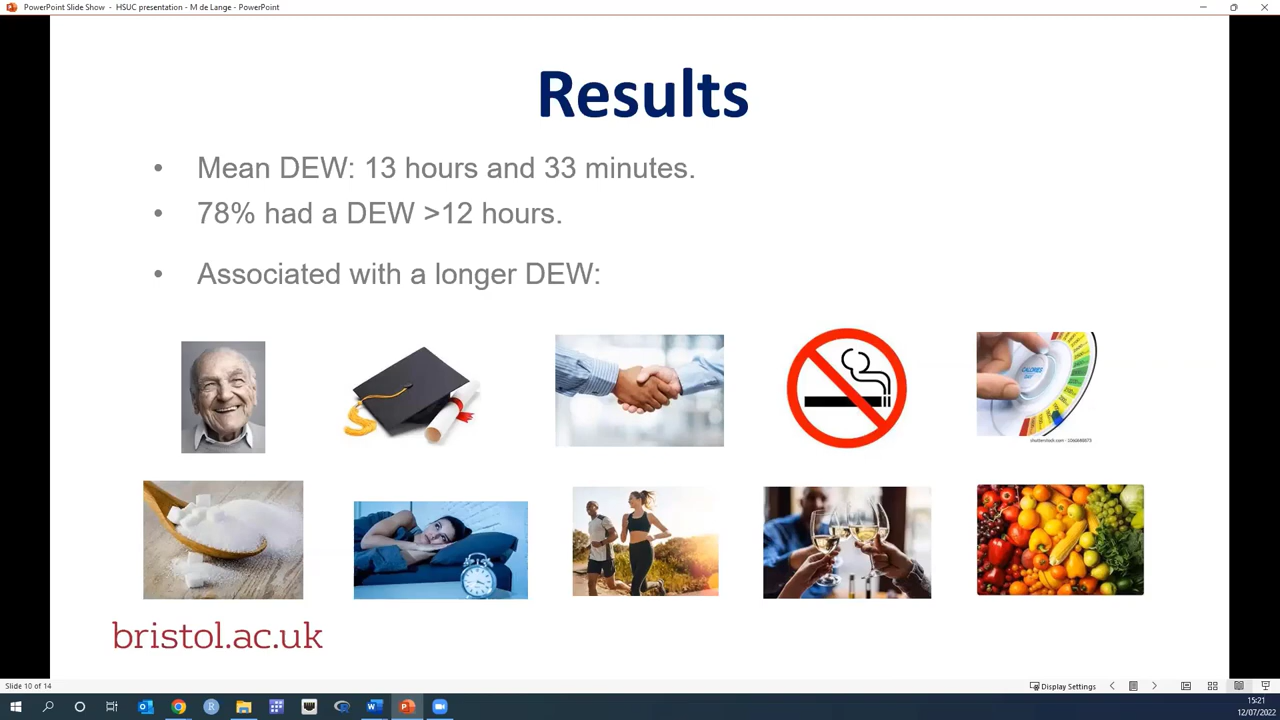 PowerPoint Slide Show - HSUC presentation - M de Lange - PowerPoint
Results
• Mean DEW: 13 hours and 33 minutes.
• 78% had a DEW >12 hours.
• Associated with a longer DEW:
CALORIES
bristol.ac.uk
Slide 10 of 14
Display Settings
15:21
12/07/2022